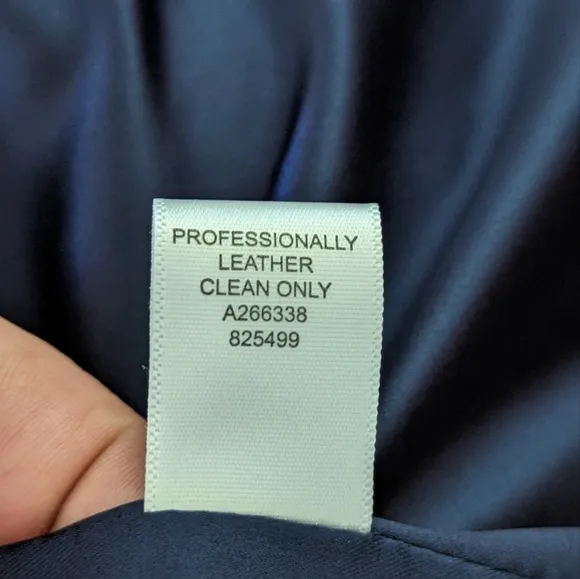 PROFESSIONALLY
LEATHER
CLEAN ONLY
A266338
825499